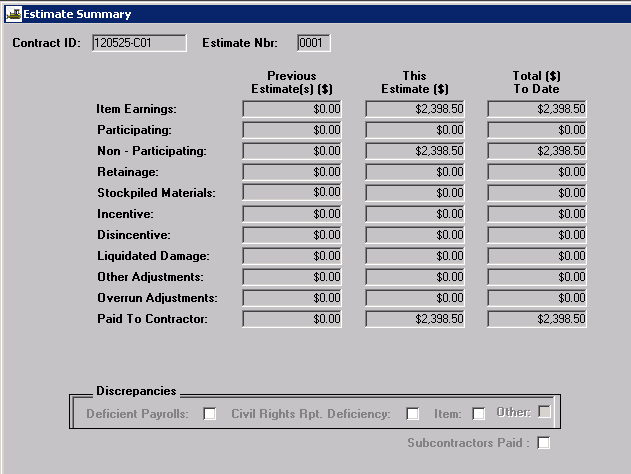 Estimate Summary
Contract ID: 120525-C01 Estimate Nbr: 0001
Previous This Total ($)
Estimate(s) ($) Estimate ($) To Date
Item Earnings: $0.00 $2,398.50 $2,398.50
Participating: $0.00 $0.00 $0.00
Non - Participating: $0.00 $2,398.50 $2,398.50
Retainage: $0.00 $0.00 $0.00
Stockpiled Materials: $0.00 $0.00 $0.00
Incentive: $0.00 $0.00 $0.00
Disincentive: $0.00 $0.00 $0.00
Liquidated Damage: $0.00 $0.00 $0.00
Other Adjustments: $0.00 $0.00 $0.00
Overrun Adjustments: $0.00 $0.00 $0.00
Paid To Contractor: $0.00 $2,398.50 $2,398.50
Discrepancies
Deficient Payrolls: Civil Rights Rpt. Deficiency: Item: Other:
Subcontractors Paid :